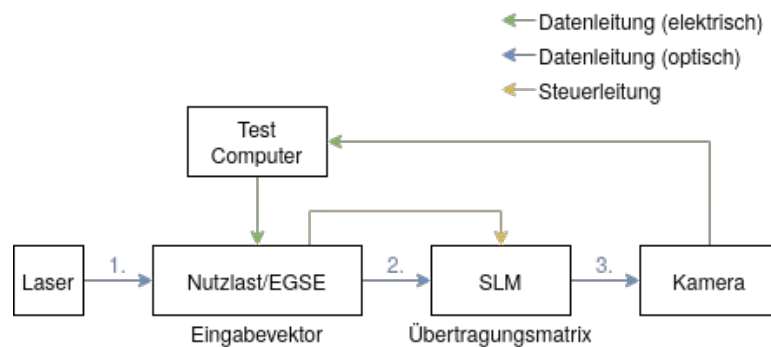 Datenleitung (elektrisch)
Datenleitung (optisch)
Steuerleitung
Test
Computer
1.
2.
3.
Laser
Nutzlast/EGSE
SLM
Kamera
Eingabevektor
Übertragungsmatrix